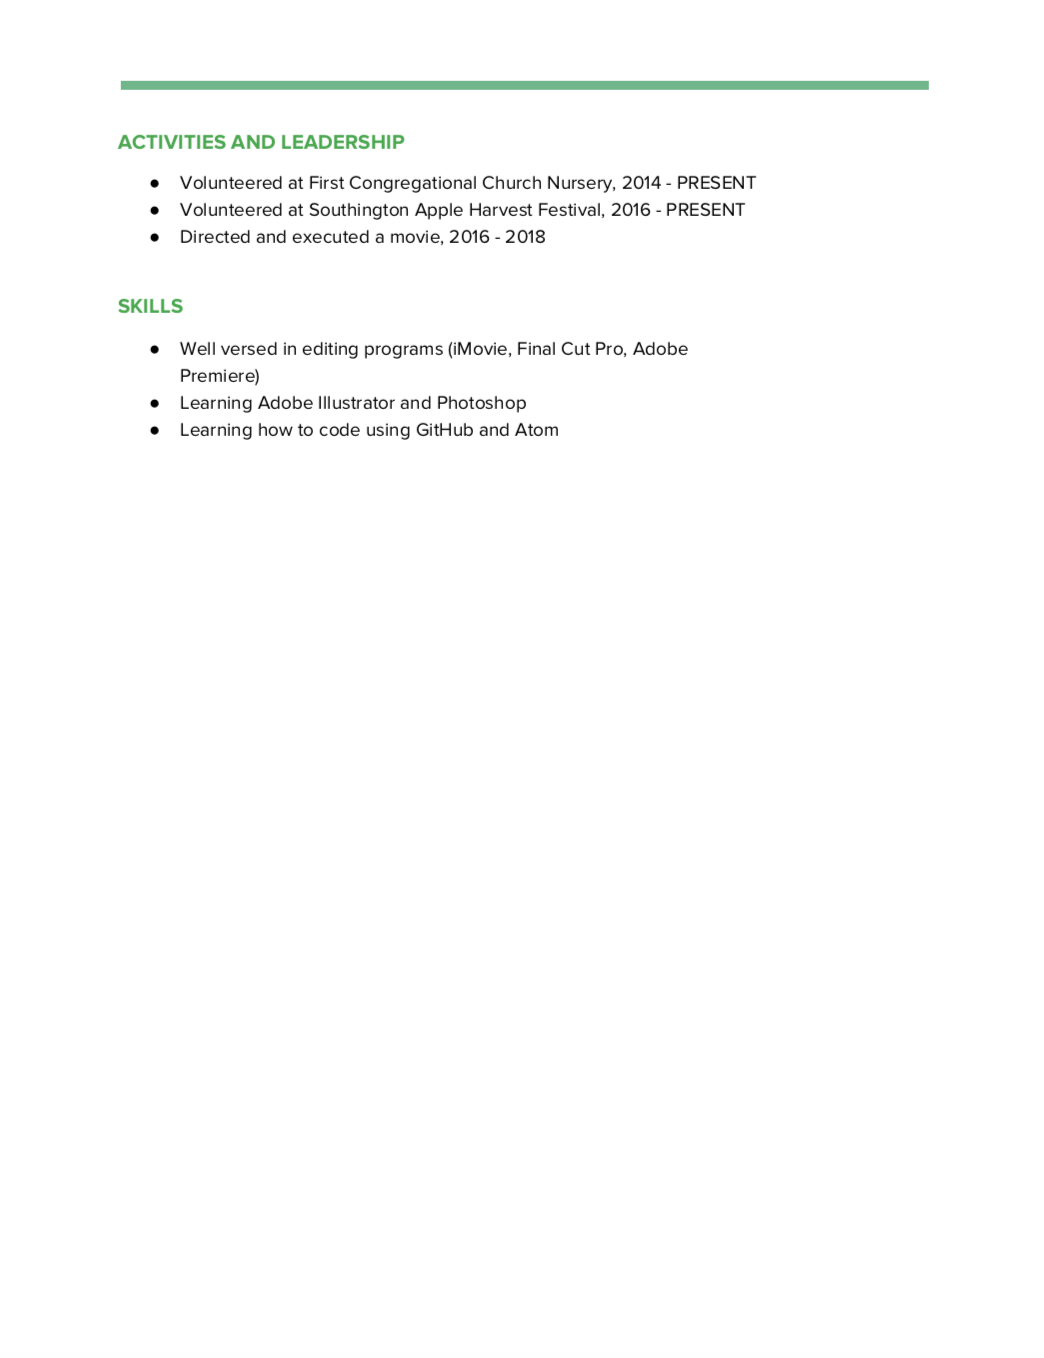 ACTIVITIES AND LEADERSHIP
● Volunteered at First Congregational Church Nursery, 2014 - PRESENT
● Volunteered at Southington Apple Harvest Festival, 2016 - PRESENT
● Directed and executed a movie, 2016 - 2018
SKILLS
● Well versed in editing programs (iMovie, Final Cut Pro, Adobe
Premiere)
● Learning Adobe Illustrator and Photoshop
● Learning how to code using GitHub and Atom